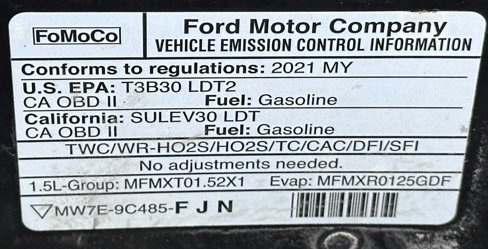 FoMoCo
Ford Motor Company
VEHICLE EMISSION CONTROL INFORMATION
Conforms to regulations: 2021 MY
U.S. EPA: T3B30 LDT2
CA OBD II Fuel: Gasoline
California: SULEV30 LDT
CA OBD II Fuel: Gasoline
TWC/WR-HO2S/HO2S/TC/CAC/DFI/SFI
No adjustments needed.
1.5L-Group: MFMXT01.52X1 Evap: MFMXR0125GDF
MW7E-9C485-FJN